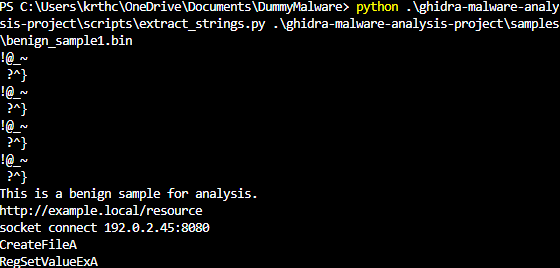 PS C:\Users\krthc\OneDrive\Documents\DummyMalware> python .\ghidra-malware-analy
sis-project\scripts\extract_strings.py .\ghidra-malware-analysis-project\samples
\benign_sample1.bin
!@_~
 ?^}
!@_~
 ?^}
!@_~
 ?^}
!@_~
 ?^}
This is a benign sample for analysis.
http://example.local/resource
socket connect 192.0.2.45:8080
CreateFileA
RegSetValueExA